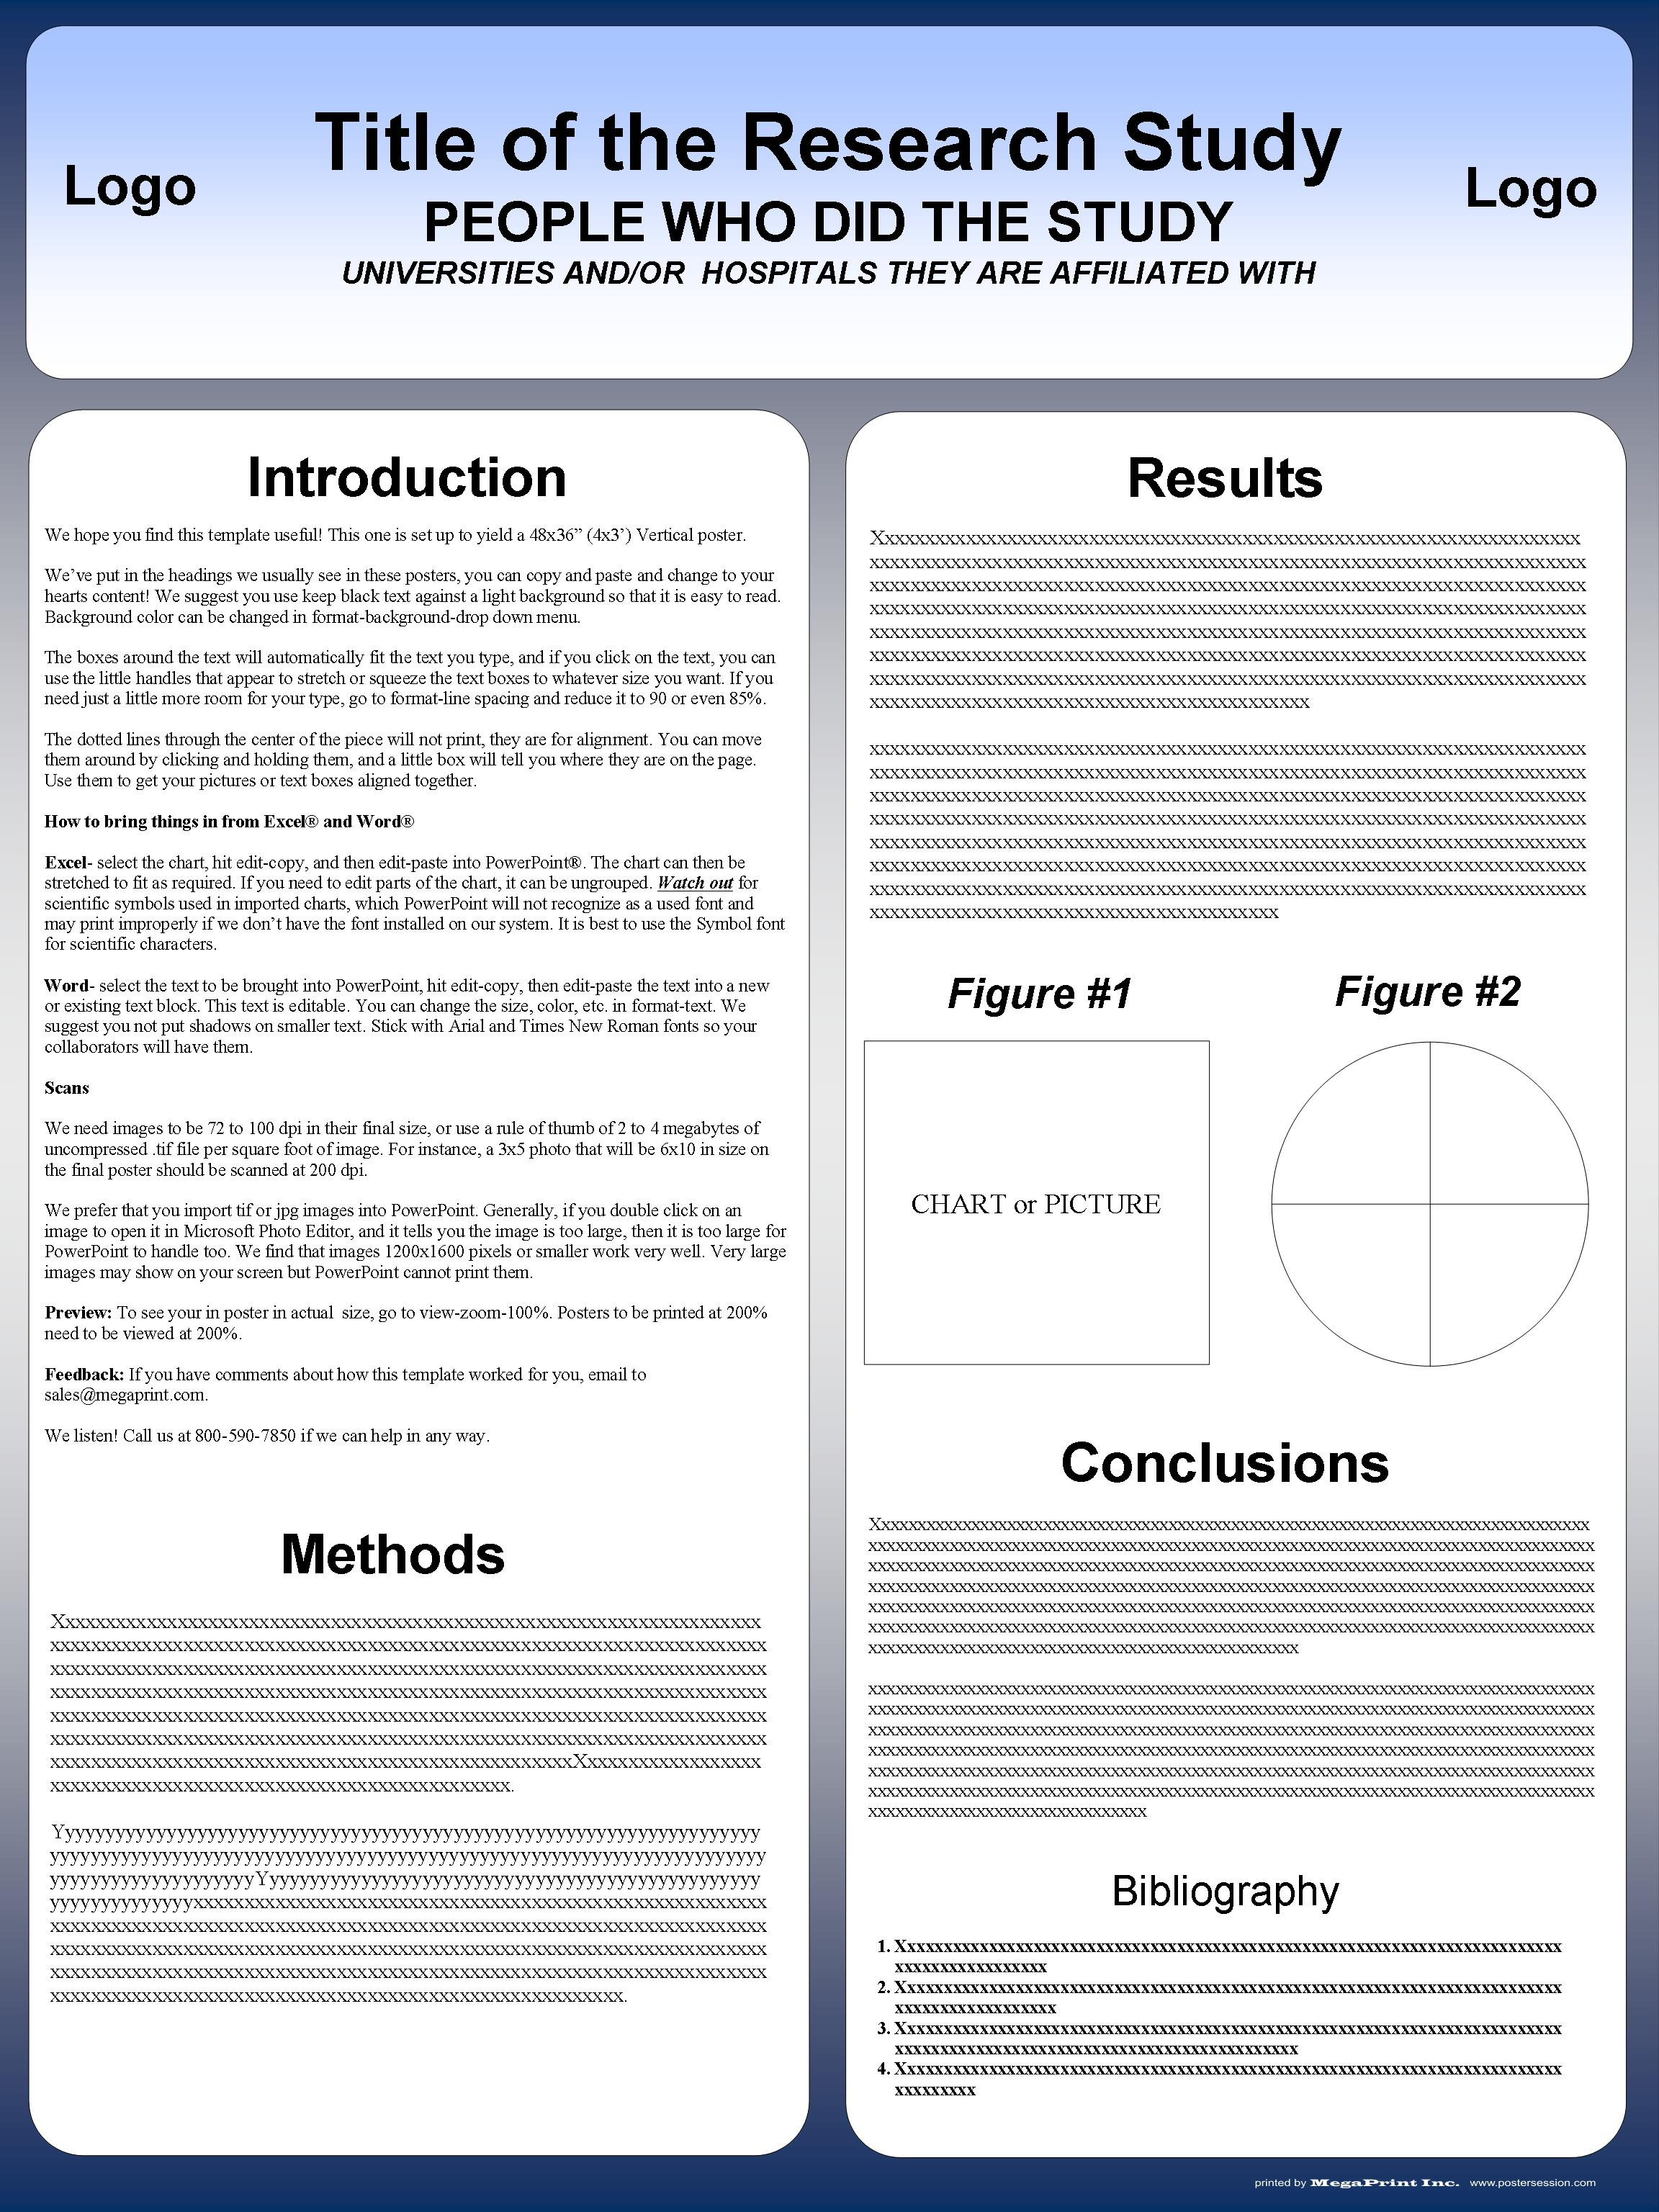 Logo
Title of the Research Study
PEOPLE WHO DID THE STUDY
UNIVERSITIES AND/OR HOSPITALS THEY ARE AFFILIATED WITH
Logo
Introduction
We hope you find this template useful! This one is set up to yield a 48x36” (4x3’) Vertical poster.
We’ve put in the headings we usually see in these posters, you can copy and paste and change to your
hearts content! We suggest you use keep black text against a light background so that it is easy to read.
Background color can be changed in format-background-drop down menu.
The boxes around the text will automatically fit the text you type, and if you click on the text, you can
use the little handles that appear to stretch or squeeze the text boxes to whatever size you want. If you
need just a little more room for your type, go to format-line spacing and reduce it to 90 or even 85%.
The dotted lines through the center of the piece will not print, they are for alignment. You can move
them around by clicking and holding them, and a little box will tell you where they are on the page.
Use them to get your pictures or text boxes aligned together.
How to bring things in from Excel® and Word®
Excel- select the chart, hit edit-copy, and then edit-paste into PowerPoint®. The chart can then be
stretched to fit as required. If you need to edit parts of the chart, it can be ungrouped. Watch out for
scientific symbols used in imported charts, which PowerPoint will not recognize as a used font and
may print improperly if we don’t have the font installed on our system. It is best to use the Symbol font
for scientific characters.
Word- select the text to be brought into PowerPoint, hit edit-copy, then edit-paste the text into a new
or existing text block. This text is editable. You can change the size, color, etc. in format-text. We
suggest you not put shadows on smaller text. Stick with Arial and Times New Roman fonts so your
collaborators will have them.
Scans
We need images to be 72 to 100 dpi in their final size, or use a rule of thumb of 2 to 4 megabytes of
uncompressed .tif file per square foot of image. For instance, a 3x5 photo that will be 6x10 in size on
the final poster should be scanned at 200 dpi.
We prefer that you import tif or jpg images into PowerPoint. Generally, if you double click on an
image to open it in Microsoft Photo Editor, and it tells you the image is too large, then it is too large for
PowerPoint to handle too. We find that images 1200x1600 pixels or smaller work very well. Very large
images may show on your screen but PowerPoint cannot print them.
Preview: To see your in poster in actual size, go to view-zoom-100%. Posters to be printed at 200%
need to be viewed at 200%.
Feedback: If you have comments about how this template worked for you, email to
sales@megaprint.com.
We listen! Call us at 800-590-7850 if we can help in any way.
Methods
Results
Figure #1
Figure #2
CHART or PICTURE
Conclusions
Bibliography
1.
2.
3.
4.
printed by MegaPrint Inc. www.postersession.com